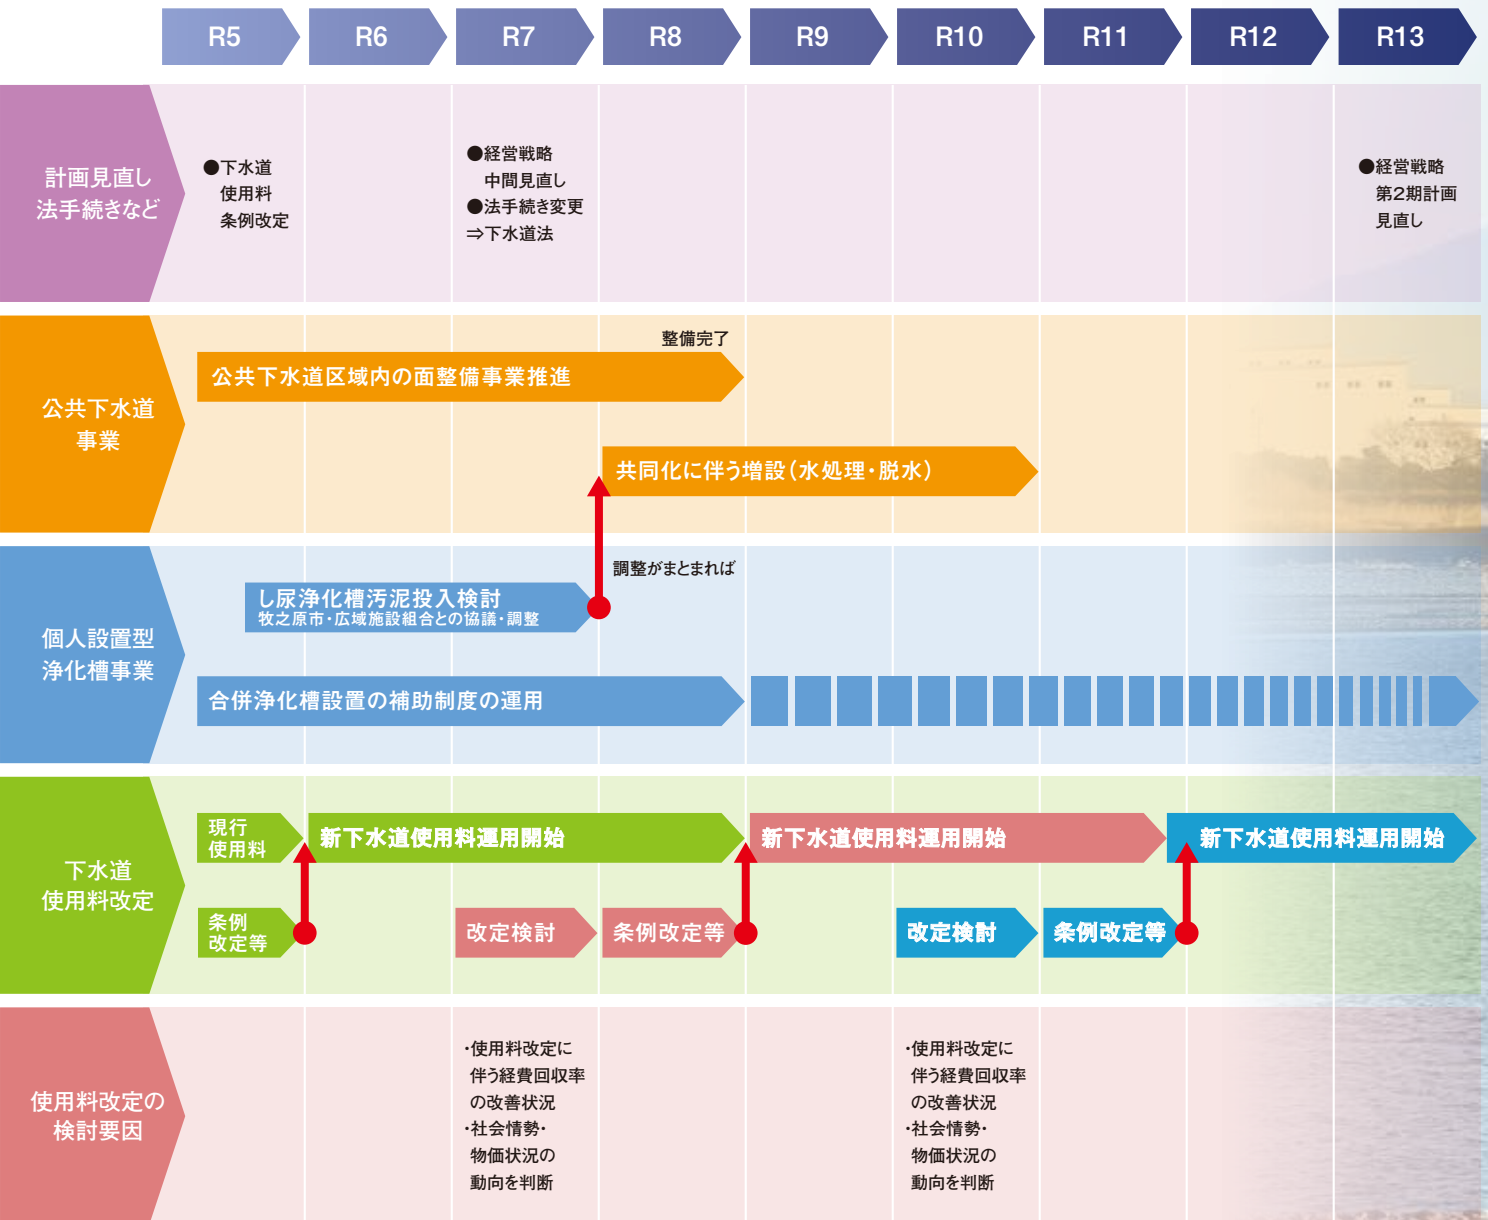 R5
R6
R7
R8
R9
R10
R11
R12
R13
計画見直し
法手続きなど
●下水道
使用料
条例改定
●経営戦略
中間見直し
●法手続き変更
⇒下水道法
●経営戦略
第2期計画
見直し
公共下水道
事業
整備完了
公共下水道区域内の面整備事業推進
共同化に伴う増設（水処理・脱水）
個人設置型
浄化槽事業
調整がまとまれば
し尿浄化槽汚泥投入検討
牧之原市・広域施設組合との協議・調整
合併浄化槽設置の補助制度の運用
下水道
使用料改定
現行
使用料
新下水道使用料運用開始
新下水道使用料運用開始
新下水道使用料運用開始
条例
改定等
改定検討
条例改定等
改定検討
条例改定等
使用料改定の
検討要因
・使用料改定に
伴う経費回収率
の改善状況
・社会情勢・
物価状況の
動向を判断
・使用料改定に
伴う経費回収率
の改善状況
・社会情勢・
物価状況の
動向を判断